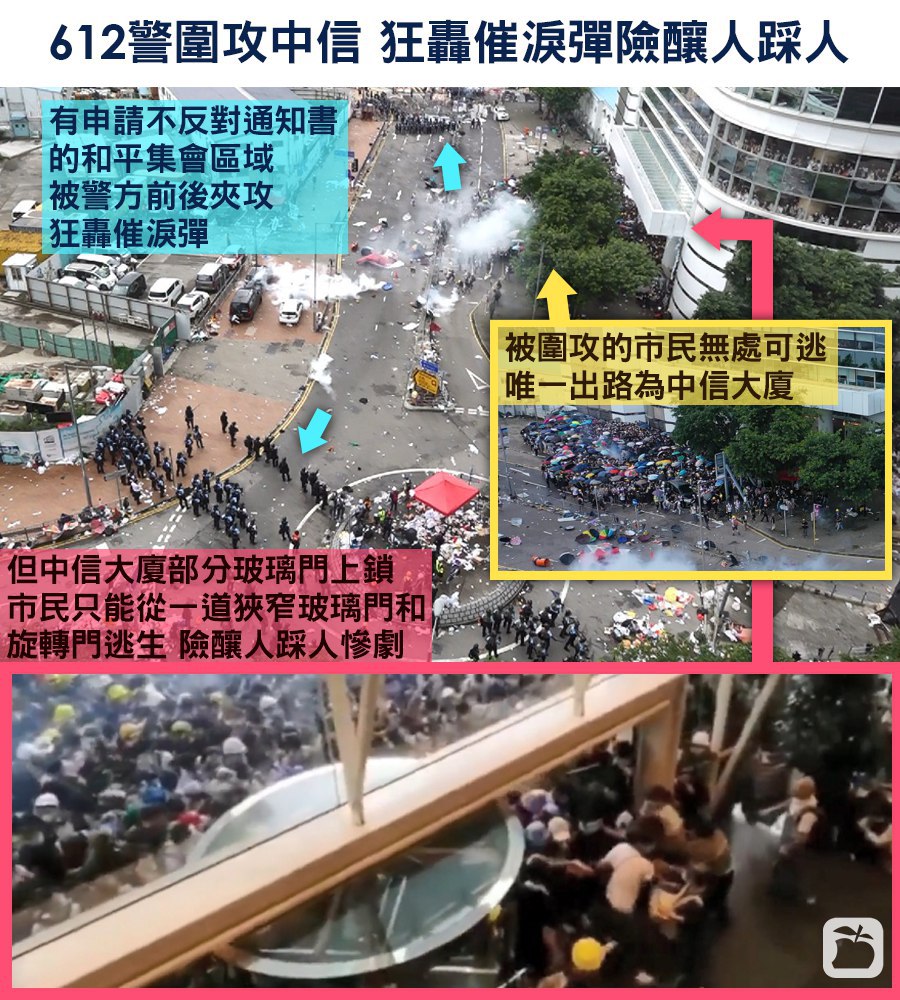 612警圍攻中信 狂轟催淚彈險釀人踩人
有申請不反對通知書
的和平集會區域
被警方前後夾攻
狂轟催淚彈
被圍攻的市民無處可逃
唯一出路為中信大廈
但中信大廈部分玻璃門上鎖
市民只能從一道狹窄玻璃門和
旋转門逃生 險釀人踩人慘劇